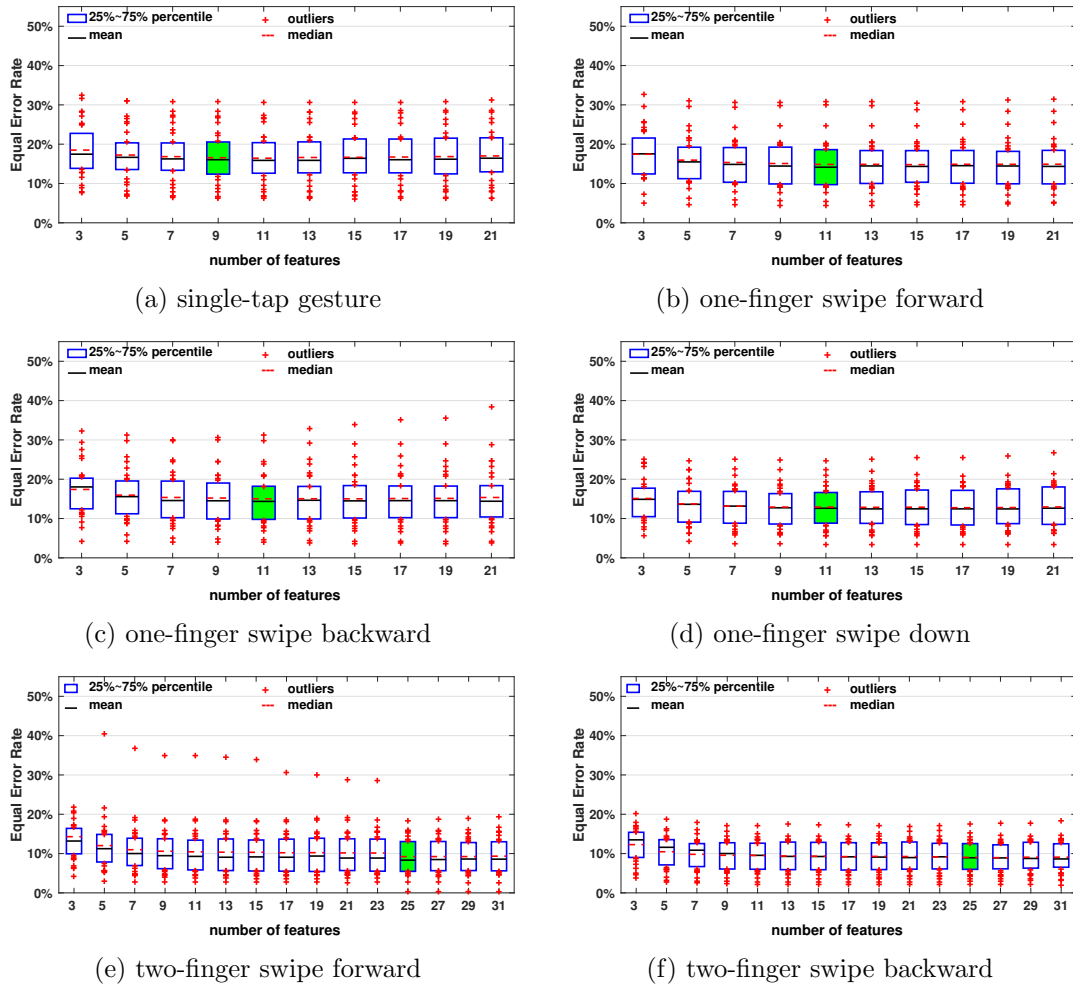 25%~75% percentile outliers
mean median
50%
40%
30%
20%
10%
0%
Equal Error Rate
3 5 7 9 11 13 15 17 19 21
number of features
(a) single-tap gesture
25%~75% percentile outliers
mean median
50%
40%
30%
20%
10%
0%
Equal Error Rate
3 5 7 9 11 13 15 17 19 21
number of features
(b) one-finger swipe forward
25%~75% percentile outliers
mean median
50%
40%
30%
20%
10%
0%
Equal Error Rate
3 5 7 9 11 13 15 17 19 21
number of features
(c) one-finger swipe backward
25%~75% percentile outliers
mean median
50%
40%
30%
20%
10%
0%
Equal Error Rate
3 5 7 9 11 13 15 17 19 21
number of features
(d) one-finger swipe down
25%~75% percentile outliers
mean median
50%
40%
30%
20%
10%
0%
Equal Error Rate
3 5 7 9 11 13 15 17 19 21 23 25 27 29 31
number of features
(e) two-finger swipe forward
25%~75% percentile outliers
mean median
50%
40%
30%
20%
10%
0%
Equal Error Rate
3 5 7 9 11 13 15 17 19 21 23 25 27 29 31
number of features
(f) two-finger swipe backward